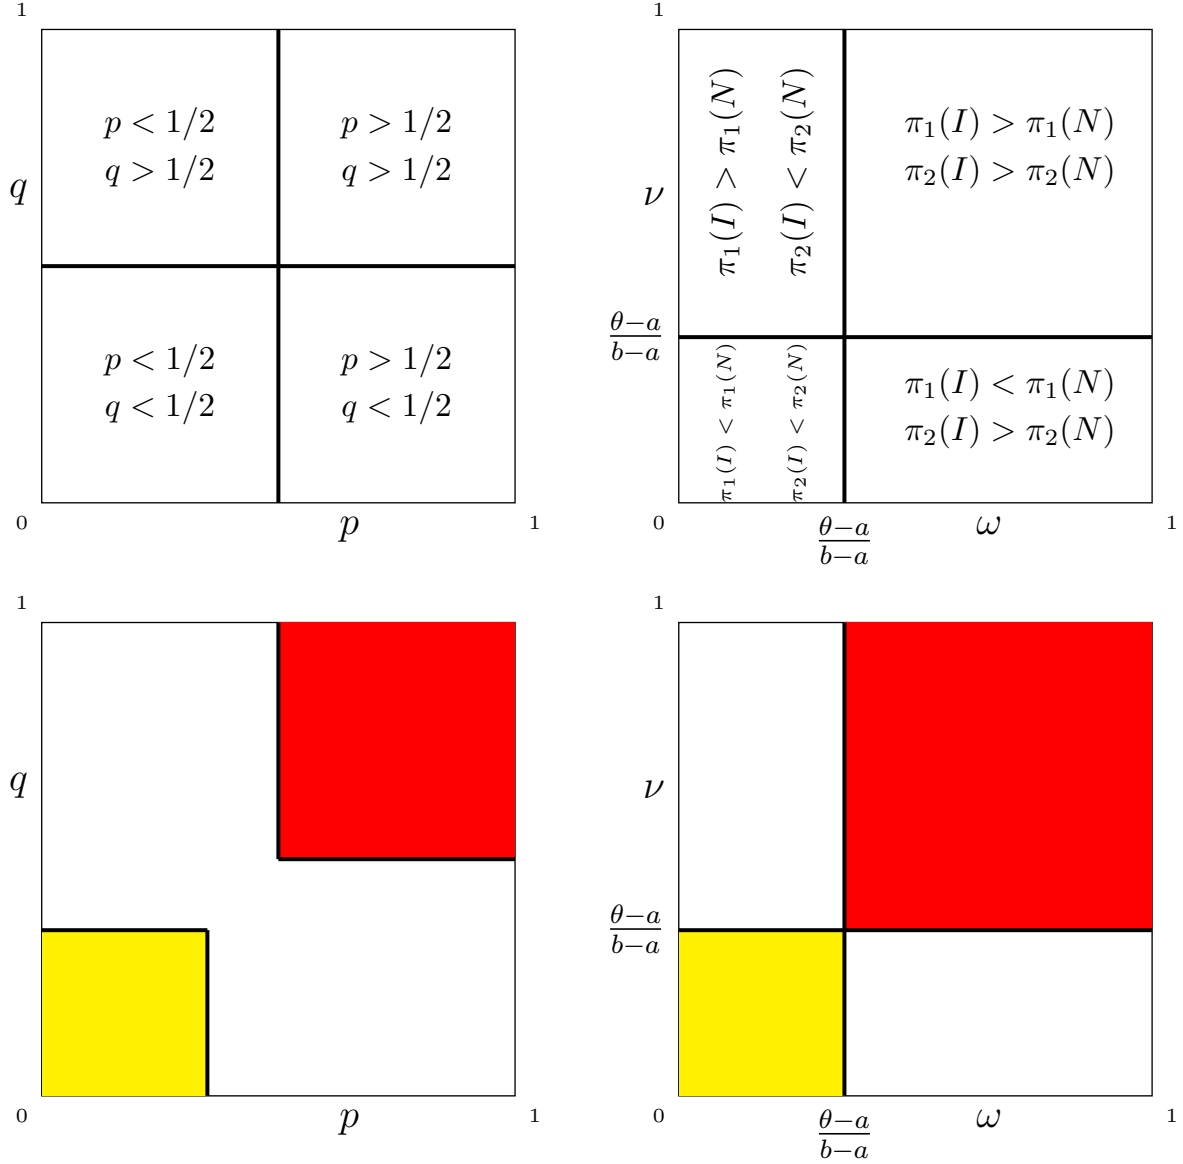 1
p < 1/2
q > 1/2
p > 1/2
q > 1/2
q
p < 1/2
q < 1/2
p > 1/2
q < 1/2
0
p
1
1
π₁(I) > π₁(N)
π₂(I) < π₂(N)
π₁(I) > π₁(N)
π₂(I) > π₂(N)
ν
θ−a
b−a
π₁(I) < π₁(N)
π₂(I) < π₂(N)
π₁(I) < π₁(N)
π₂(I) > π₂(N)
0
θ−a
b−a
ω
1
1
q
0
p
1
1
ν
θ−a
b−a
0
θ−a
b−a
ω
1